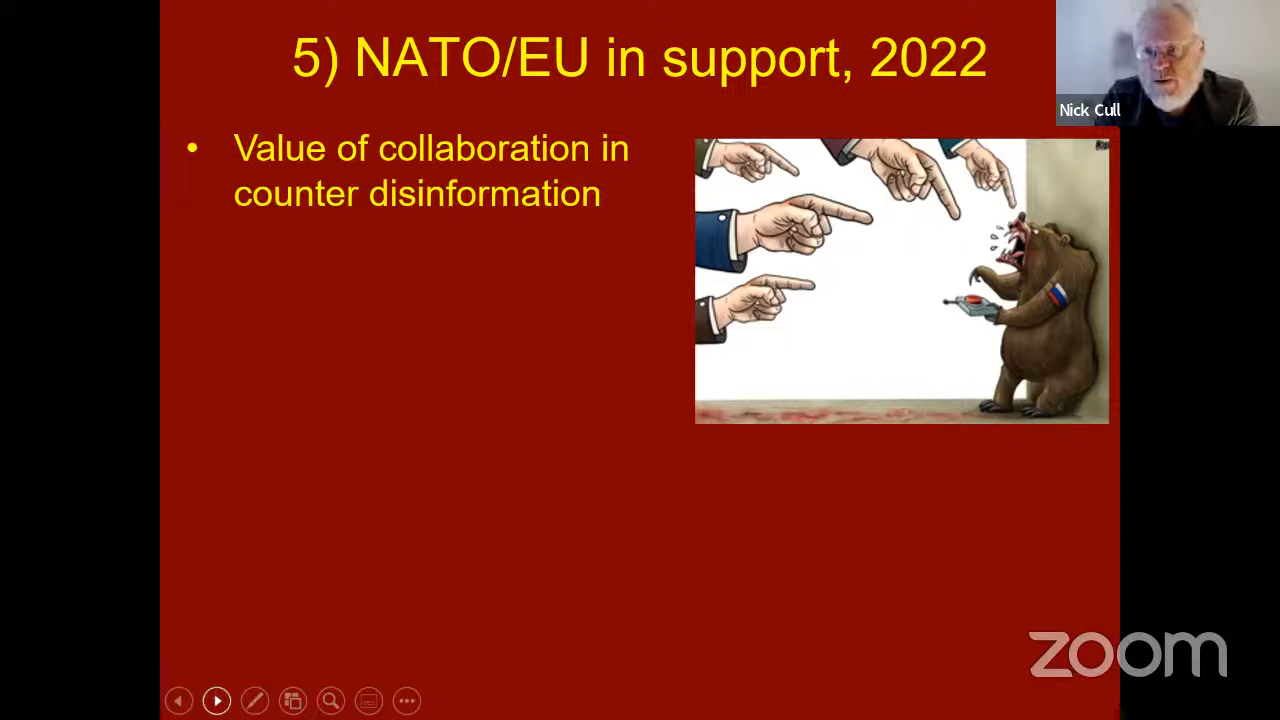 5) NATO/EU in support, 2022
Nick Cull
• Value of collaboration in
counter disinformation
zoom